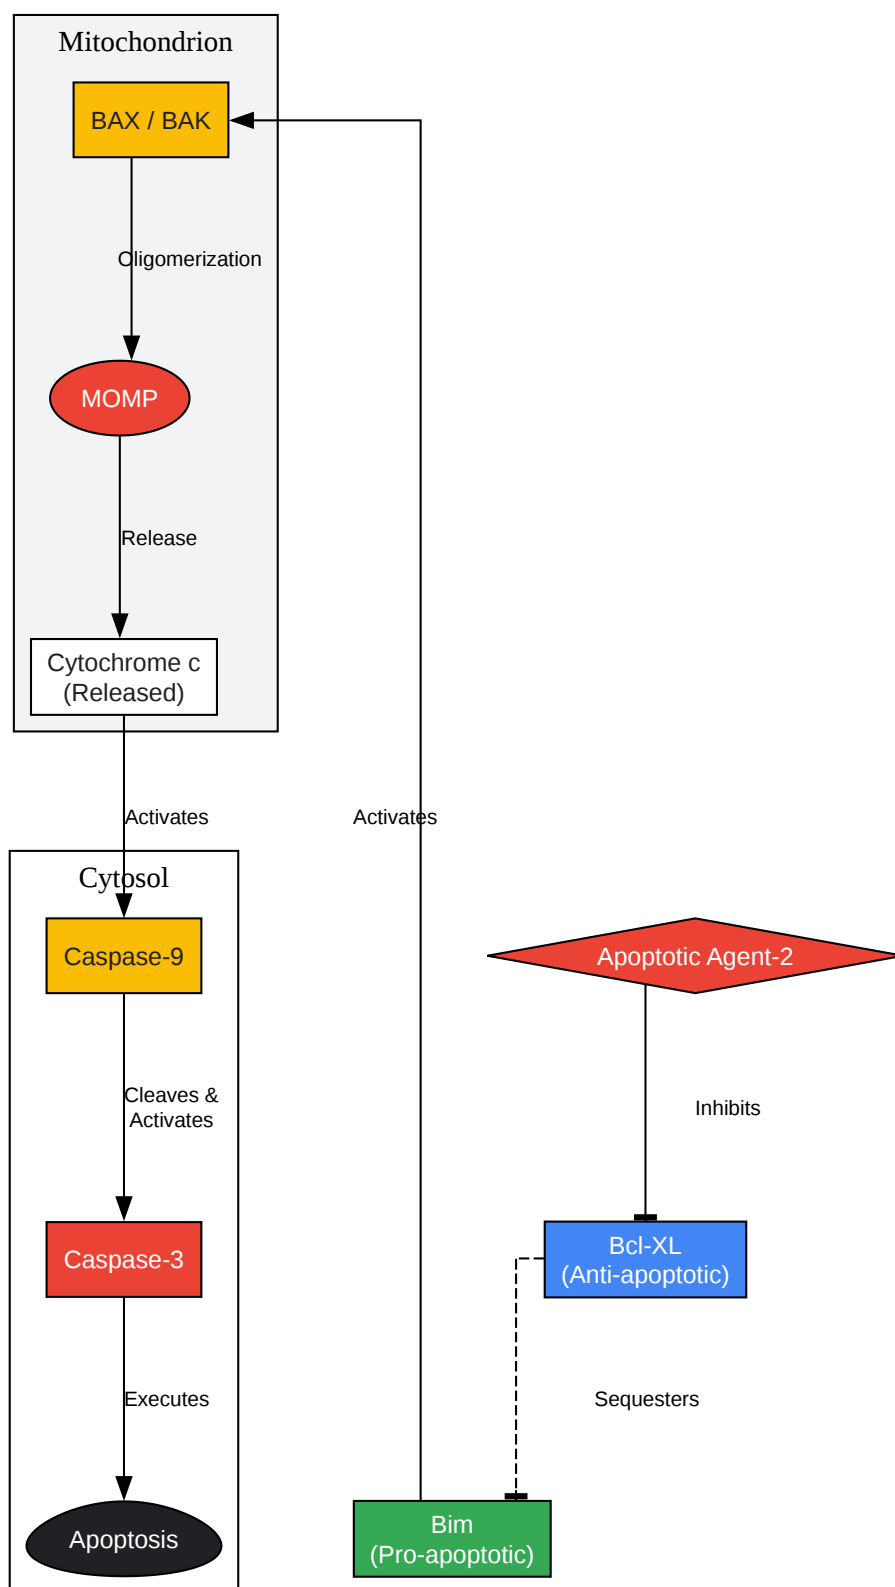 Mitochondrion
BAX / BAK
Oligomerization
MOMP
Release
Cytochrome c
(Released)
Activates
Activates
Cytosol
Caspase-9
Apoptotic Agent-2
Cleaves &
Activates
Inhibits
Caspase-3
Bcl-XL
(Anti-apoptotic)
Executes
Sequesters
Apoptosis
Bim
(Pro-apoptotic)